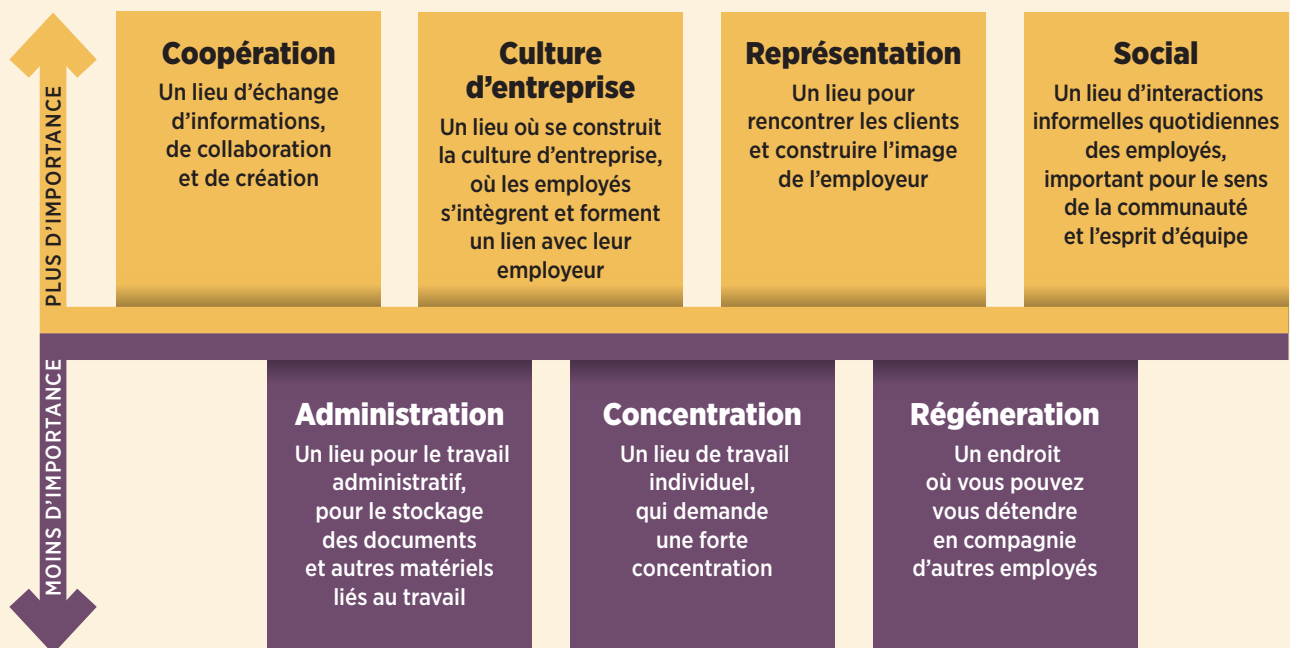 PLUS D'IMPORTANCE
Coopération
Un lieu d'échange
d'informations,
de collaboration
et de création
Culture
d'entreprise
Un lieu où se construit
la culture d'entreprise,
où les employés
s'intègrent et forment
un lien avec leur
employeur
Représentation
Un lieu pour
rencontrer les clients
et construire l'image
de l'employeur
Social
Un lieu d'interactions
informelles quotidiennes
des employés,
important pour le sens
de la communauté
et l'esprit d'équipe
MOINS D'IMPORTANCE
Administration
Un lieu pour le travail
administratif,
pour le stockage
des documents
et autres matériels
liés au travail
Concentration
Un lieu de travail
individuel,
qui demande
une forte
concentration
Régéneration
Un endroit
où vous pouvez
vous détendre
en compagnie
d'autres employés